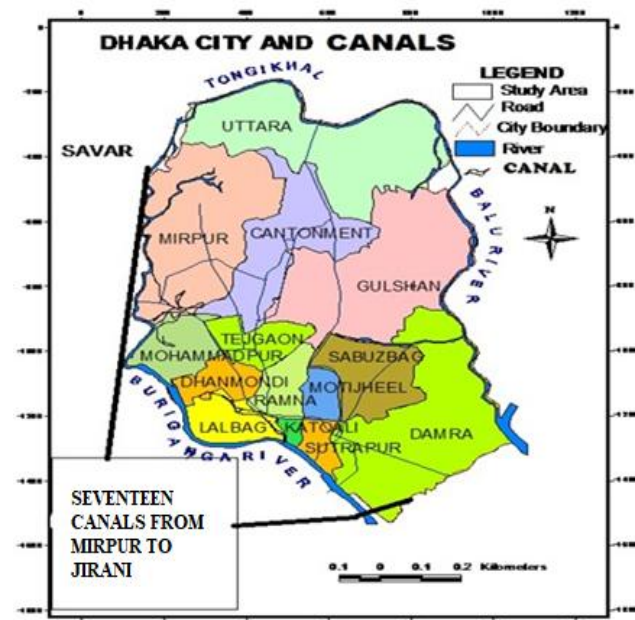 DHAKA CITY AND CANALS
TONGIKHAL
LEGEND
Study Area
Road
City Boundary
River
CANAL
UTTARA
SAVAR
BALU RIVER
N
MIRPUR
CANTONMENT
GULSHAN
TEJGAON
MOHAMMADPUR
SABUZBAG
DHANMONDI
MOTIJHEEL
RAMNA
LALBAG
KATOALI
DAMRA
SUTRAPUR
BURIGANGA RIVER
SEVENTEEN
CANALS FROM
MIRPUR TO
JIRANI
0.1 0 0.1 0.2 Kilometers